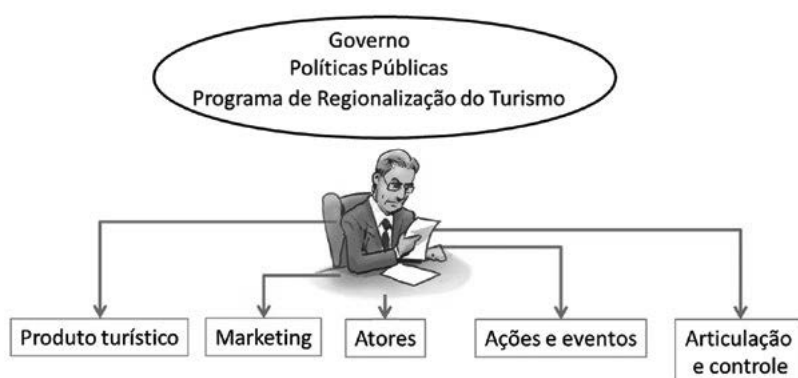 Governo
Políticas Públicas
Programa de Regionalização do Turismo
Produto turístico
Marketing
Atores
Ações e eventos
Articulação
e controle